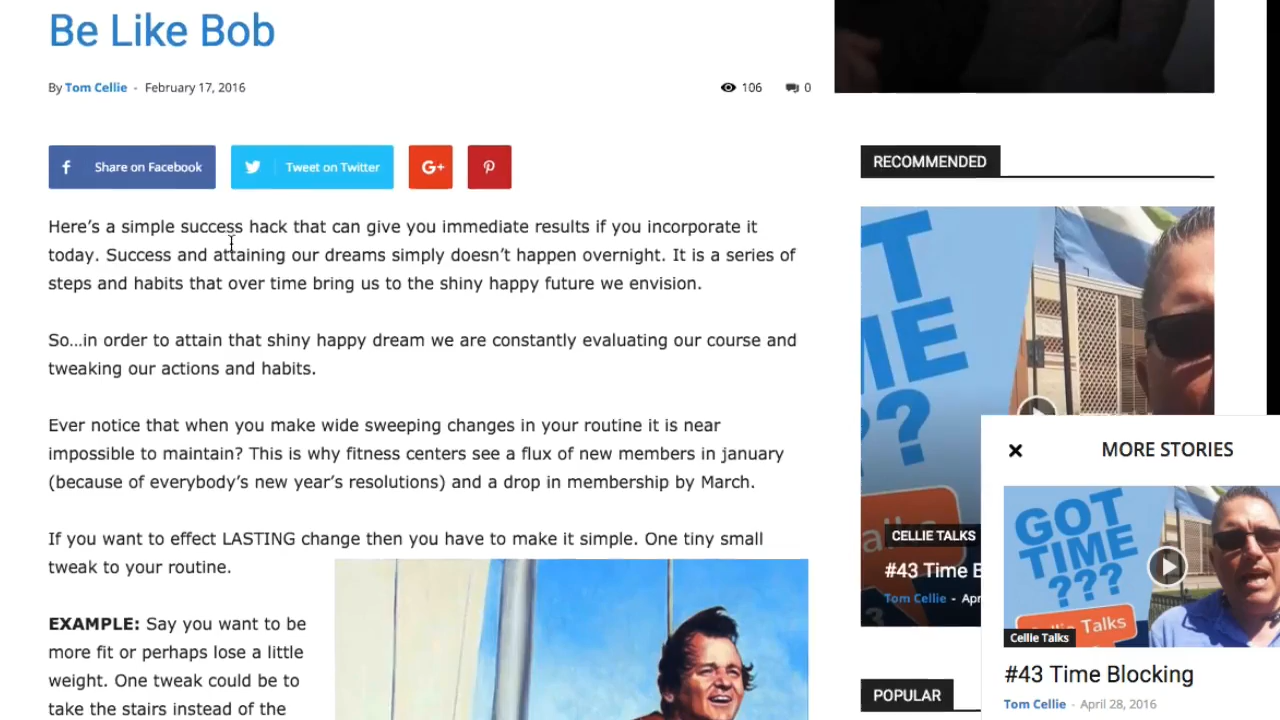 Be Like Bob
By Tom Cellie - February 17, 2016
106
0
Share on Facebook
Tweet on Twitter
G+
Here's a simple success hack that can give you immediate results if you incorporate it
today. Success and attaining our dreams simply doesn't happen overnight. It is a series of
steps and habits that over time bring us to the shiny happy future we envision.
So…in order to attain that shiny happy dream we are constantly evaluating our course and
tweaking our actions and habits.
Ever notice that when you make wide sweeping changes in your routine it is near
impossible to maintain? This is why fitness centers see a flux of new members in january
(because of everybody's new year's resolutions) and a drop in membership by March.
If you want to effect LASTING change then you have to make it simple. One tiny small
tweak to your routine.
EXAMPLE: Say you want to be
more fit or perhaps lose a little
weight. One tweak could be to
take the stairs instead of the
RECOMMENDED
CELLIE TALKS
#43 Time B
Tom Cellie - Apr
POPULAR
MORE STORIES
GOT
TIME
???
Cellie Talks
#43 Time Blocking
Tom Cellie - April 28, 2016